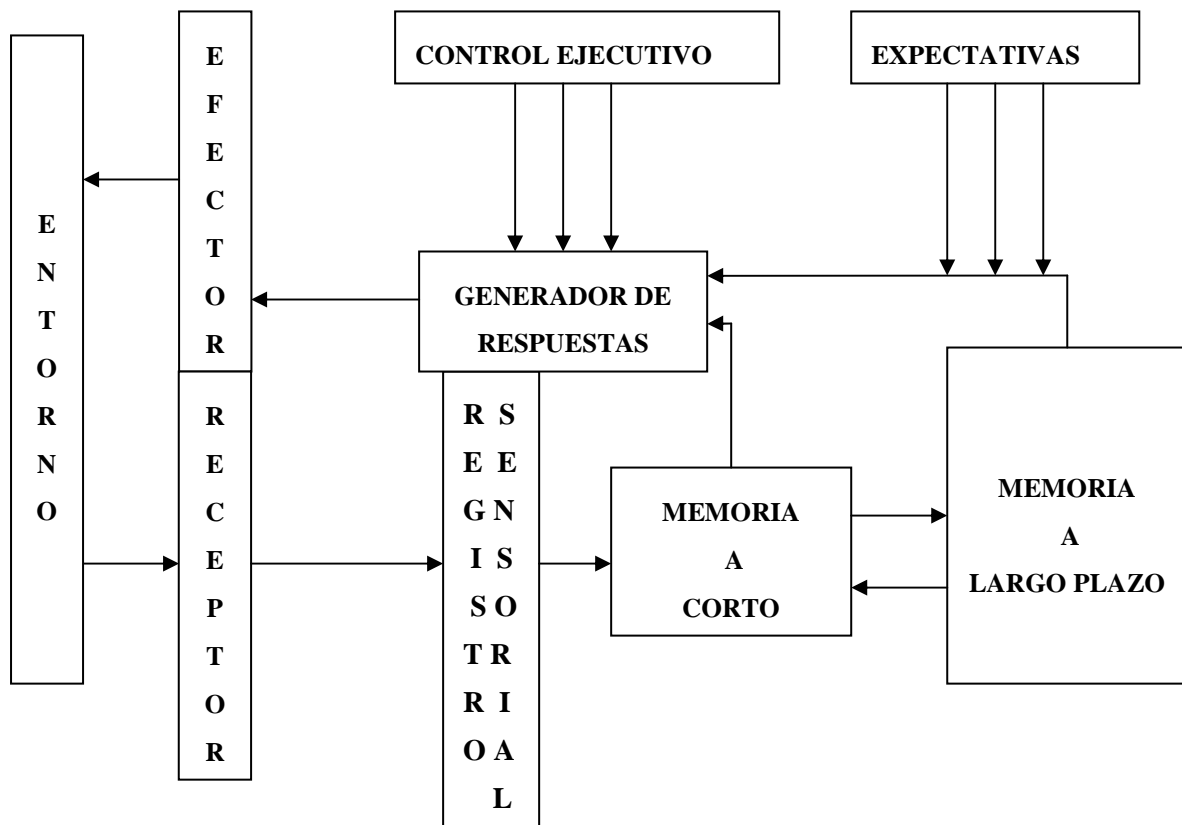 ENTORNO
EFECTOR
RECEPTOR
CONTROL EJECUTIVO
EXPECTATIVAS
GENERADOR DE
RESPUESTAS
REGISTRO
SENSORIAL
MEMORIA
A
CORTO
MEMORIA
A
LARGO PLAZO